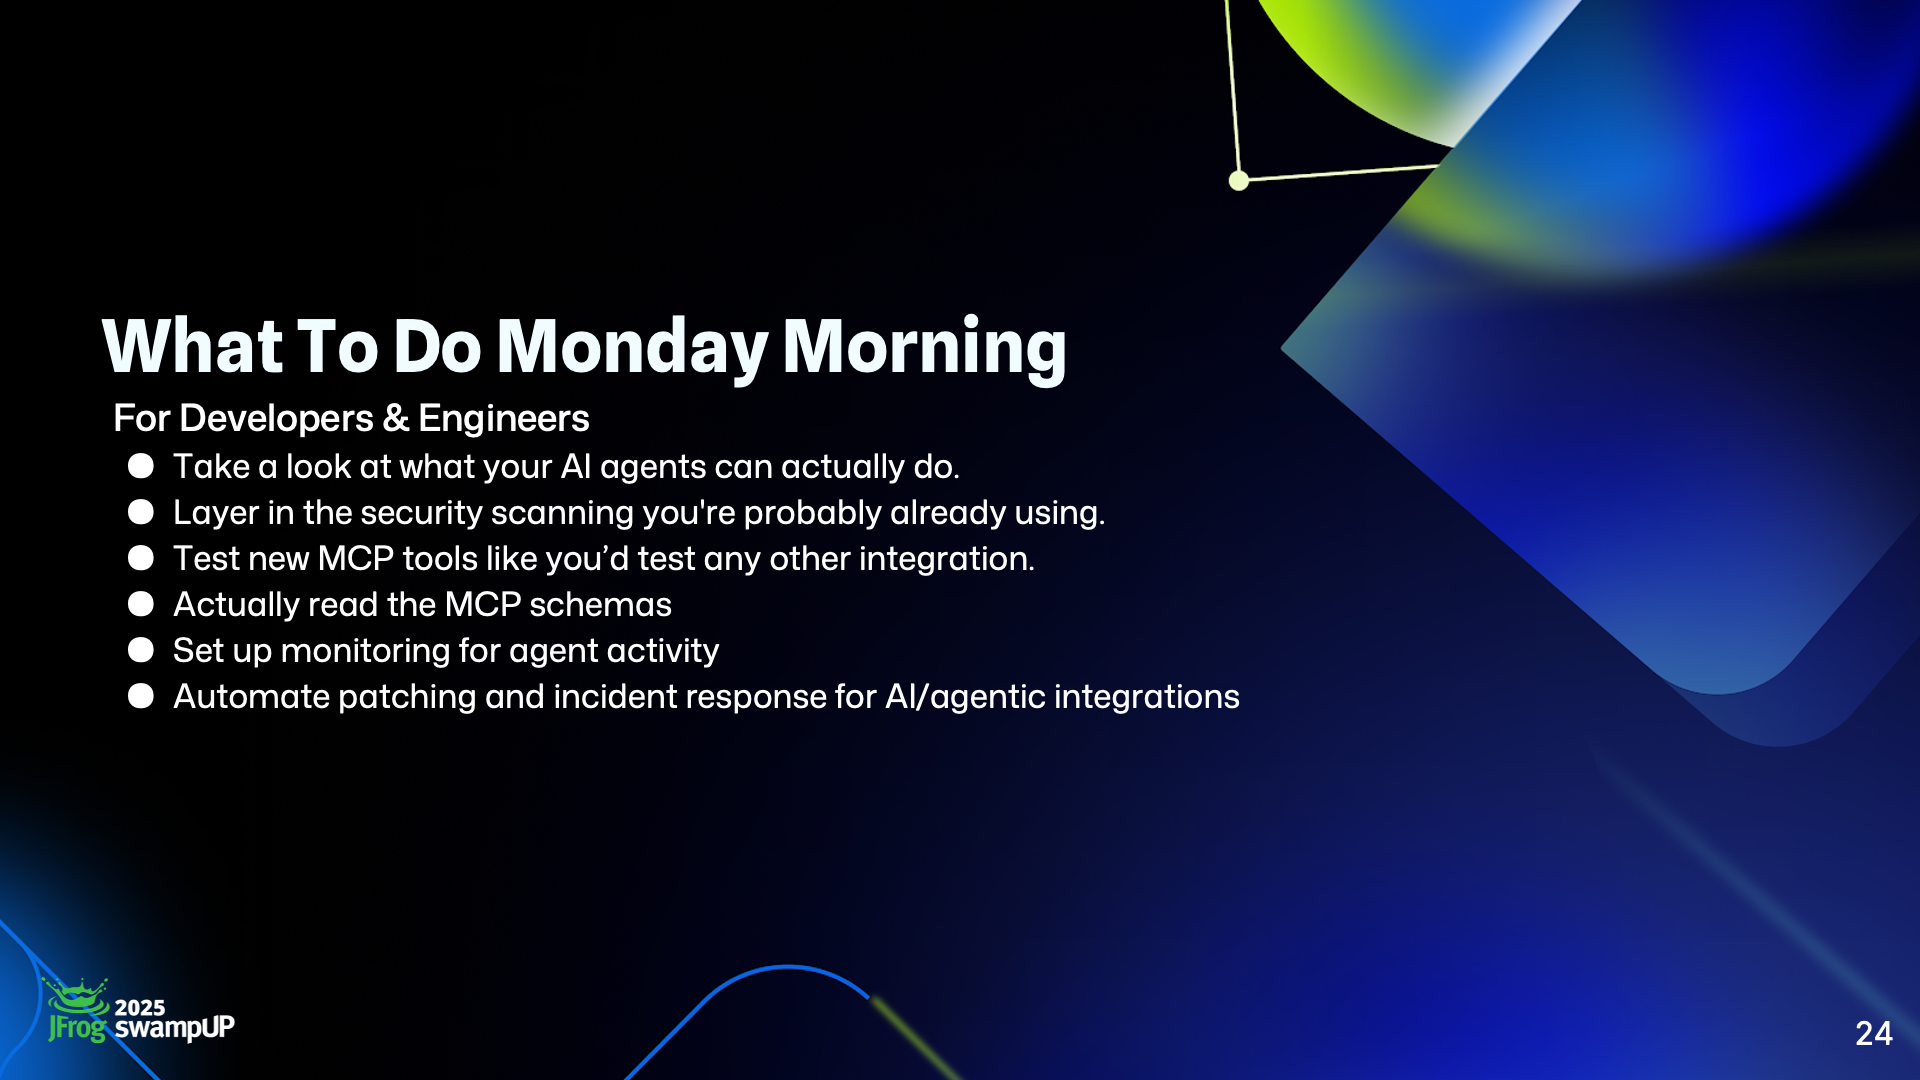 What To Do Monday Morning
For Developers & Engineers
● Take a look at what your AI agents can actually do.
● Layer in the security scanning you're probably already using.
● Test new MCP tools like you’d test any other integration.
● Actually read the MCP schemas
● Set up monitoring for agent activity
● Automate patching and incident response for AI/agentic integrations
JFrog 2025
swampUP
24